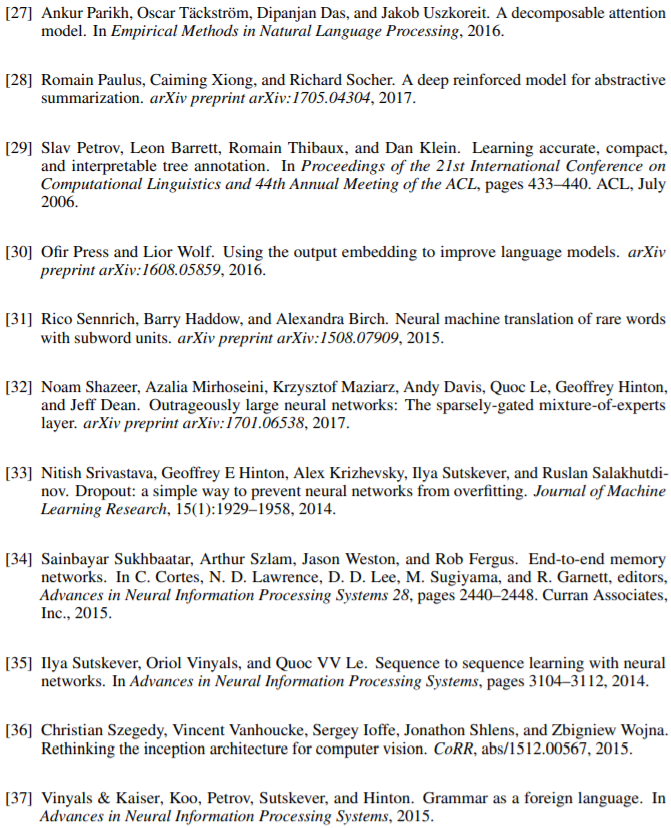 [27] Ankur Parikh, Oscar Täckström, Dipanjan Das, and Jakob Uszkoreit. A decomposable attention
model. In Empirical Methods in Natural Language Processing, 2016.
[28] Romain Paulus, Caiming Xiong, and Richard Socher. A deep reinforced model for abstractive
summarization. arXiv preprint arXiv:1705.04304, 2017.
[29] Slav Petrov, Leon Barrett, Romain Thibaux, and Dan Klein. Learning accurate, compact,
and interpretable tree annotation. In Proceedings of the 21st International Conference on
Computational Linguistics and 44th Annual Meeting of the ACL, pages 433–440. ACL, July
2006.
[30] Ofir Press and Lior Wolf. Using the output embedding to improve language models. arXiv
preprint arXiv:1608.05859, 2016.
[31] Rico Sennrich, Barry Haddow, and Alexandra Birch. Neural machine translation of rare words
with subword units. arXiv preprint arXiv:1508.07909, 2015.
[32] Noam Shazeer, Azalia Mirhoseini, Krzysztof Maziarz, Andy Davis, Quoc Le, Geoffrey Hinton,
and Jeff Dean. Outrageously large neural networks: The sparsely-gated mixture-of-experts
layer. arXiv preprint arXiv:1701.06538, 2017.
[33] Nitish Srivastava, Geoffrey E Hinton, Alex Krizhevsky, Ilya Sutskever, and Ruslan Salakhutdi-
nov. Dropout: a simple way to prevent neural networks from overfitting. Journal of Machine
Learning Research, 15(1):1929–1958, 2014.
[34] Sainbayar Sukhbaatar, Arthur Szlam, Jason Weston, and Rob Fergus. End-to-end memory
networks. In C. Cortes, N. D. Lawrence, D. D. Lee, M. Sugiyama, and R. Garnett, editors,
Advances in Neural Information Processing Systems 28, pages 2440–2448. Curran Associates,
Inc., 2015.
[35] Ilya Sutskever, Oriol Vinyals, and Quoc VV Le. Sequence to sequence learning with neural
networks. In Advances in Neural Information Processing Systems, pages 3104–3112, 2014.
[36] Christian Szegedy, Vincent Vanhoucke, Sergey Ioffe, Jonathon Shlens, and Zbigniew Wojna.
Rethinking the inception architecture for computer vision. CoRR, abs/1512.00567, 2015.
[37] Vinyals & Kaiser, Koo, Petrov, Sutskever, and Hinton. Grammar as a foreign language. In
Advances in Neural Information Processing Systems, 2015.